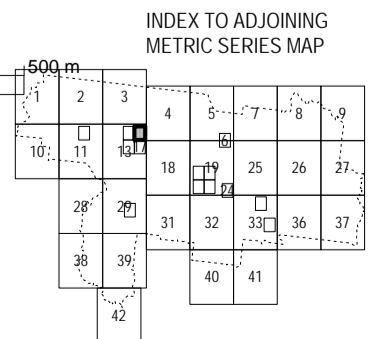 INDEX TO ADJOINING
METRIC SERIES MAP
500 m
1 2 3 4 5 7 8 9
6
10 11 13 17 18 19 25 26 27
24
28 29 31 32 33 36 37
38 39 40 41
42